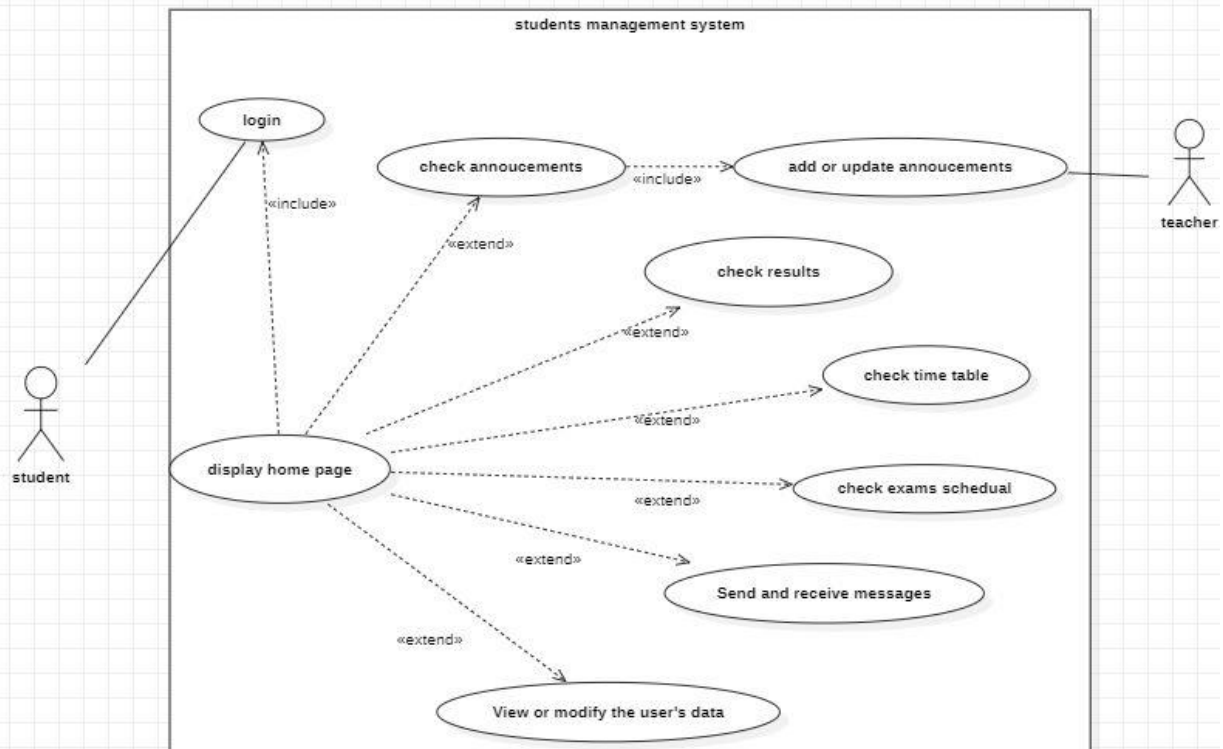 students management system
login
check annoucements
add or update annoucements
«include»
teacher
«include»
«extend»
check results
«extend»
check time table
«extend»
display home page
student
check exams schedual
«extend»
«extend»
Send and receive messages
«extend»
View or modify the user's data